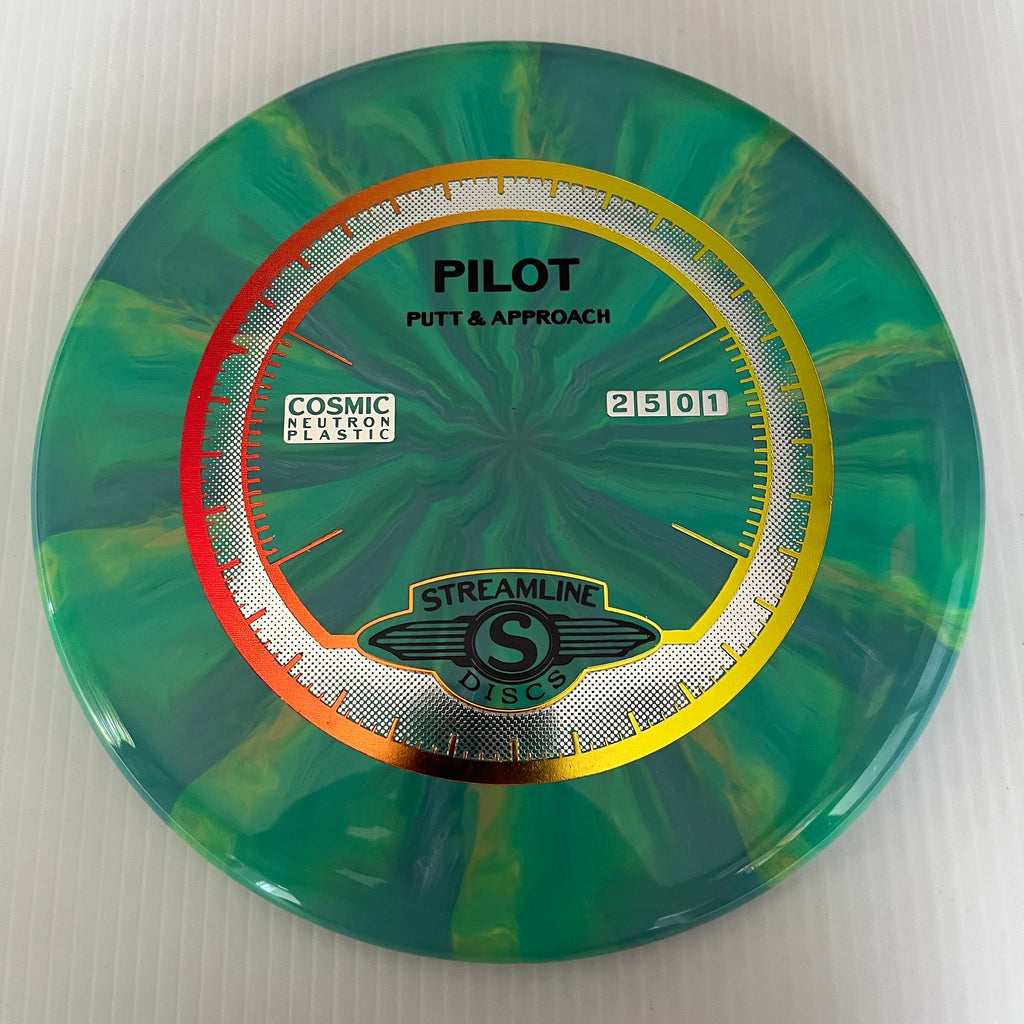 PILOT
PUTT & APPROACH
COSMIC
NEUTRON
PLASTIC
2501
STREAMLINE
S
DISCS